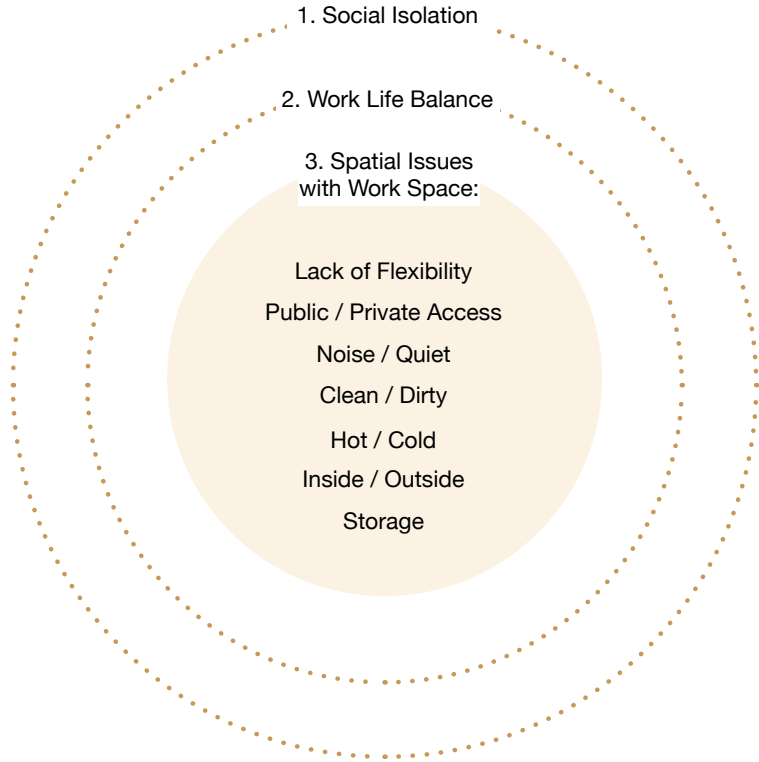 1. Social Isolation
2. Work Life Balance
3. Spatial Issues
with Work Space:
Lack of Flexibility
Public / Private Access
Noise / Quiet
Clean / Dirty
Hot / Cold
Inside / Outside
Storage